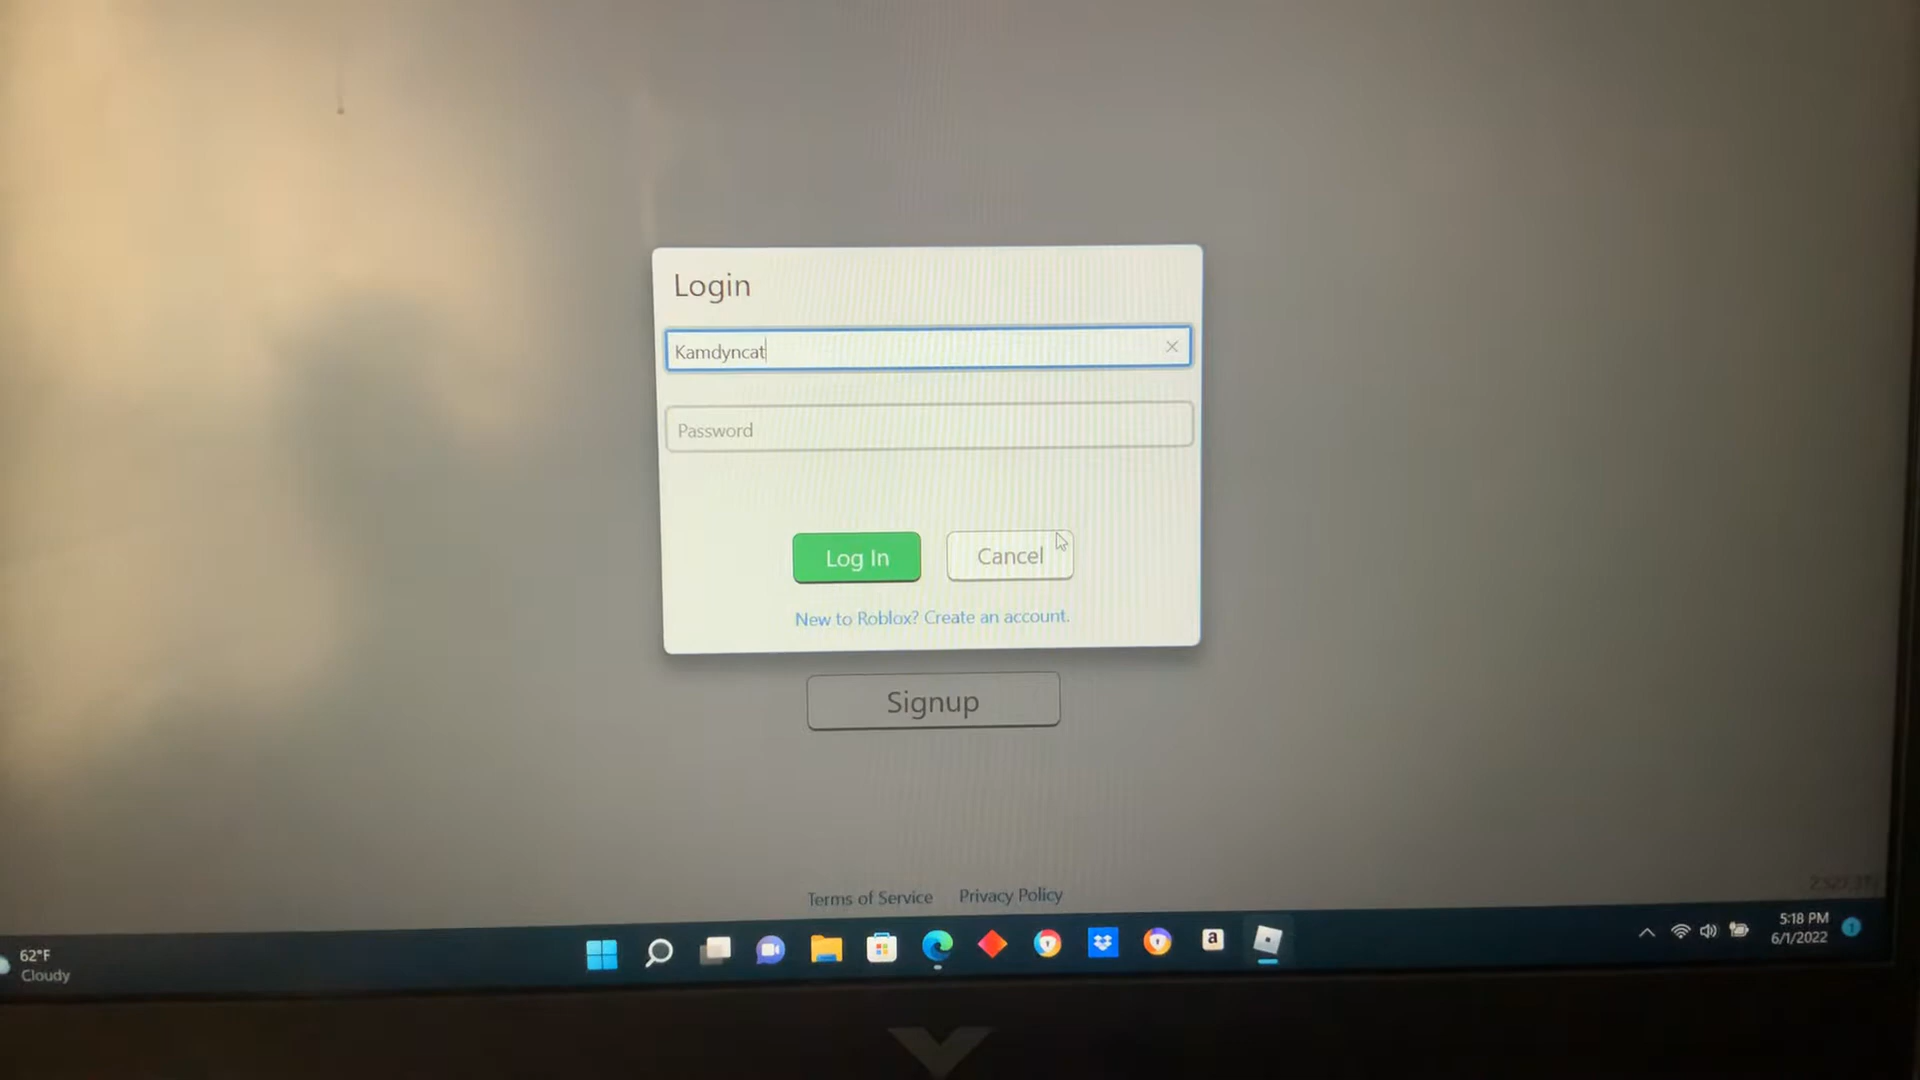 Login
Kamdyncat
Password
Log In
Cancel
New to Roblox? Create an account.
Signup
Terms of Service
Privacy Policy
62°F
Cloudy
a
5:18 PM
6/1/2022
1